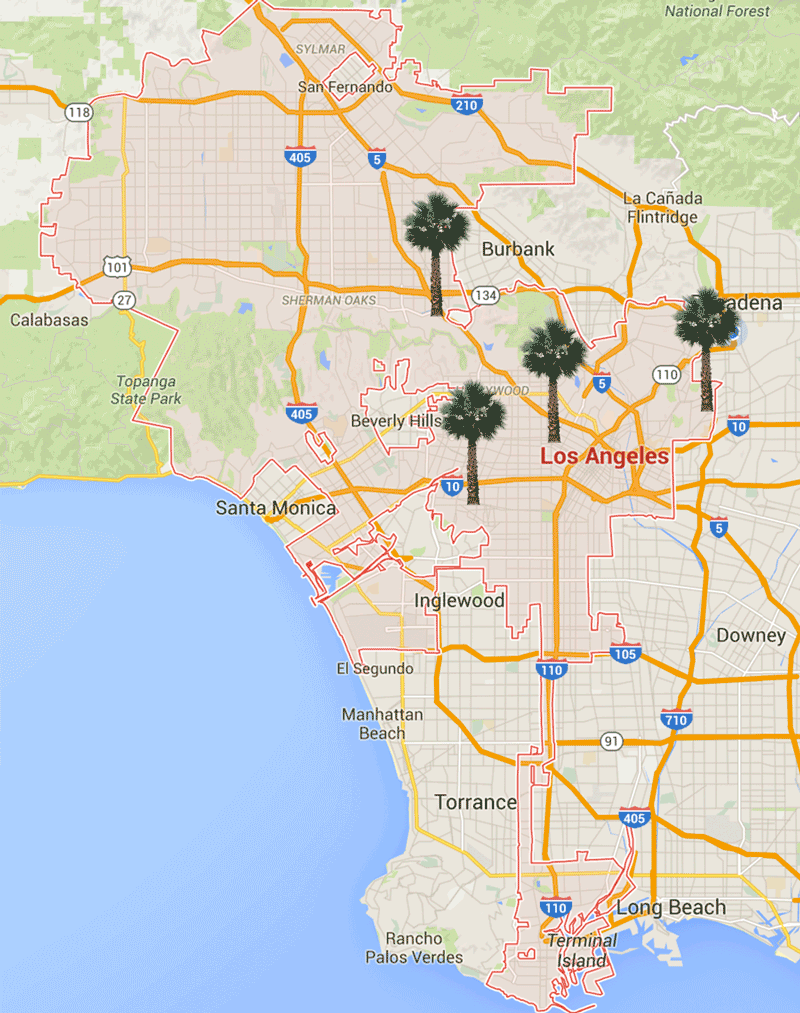 National Forest
SYLMAR
San Fernando
118
210
405
5
La Cañada
Flintridge
Burbank
101
134
27
SHERMAN OAKS
Calabasas
adena
Topanga
State Park
5
110
405
Beverly Hills
10
Los Angeles
10
Santa Monica
5
Inglewood
Downey
105
El Segundo
110
Manhattan
Beach
710
91
Torrance
405
110
Long Beach
Rancho
Palos Verdes
Terminal
Island